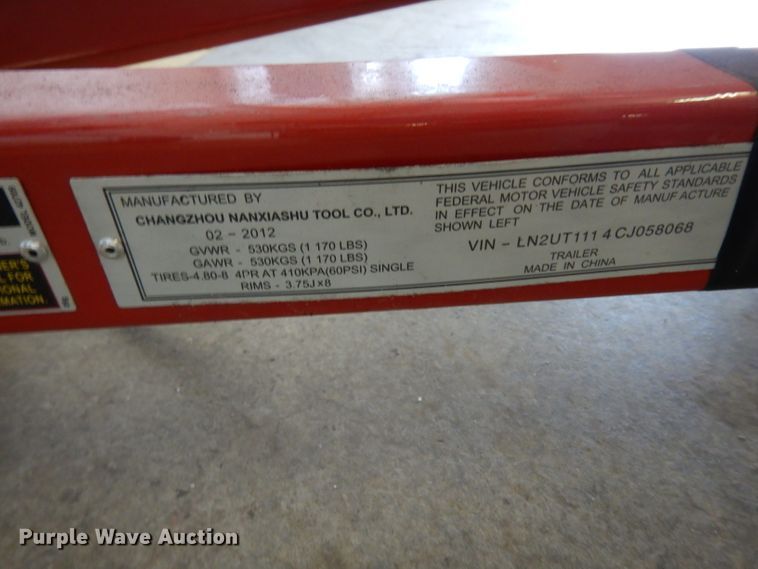 MANUFACTURED BY
CHANGZHOU NANXIASHU TOOL CO., LTD.
02 - 2012
GVWR - 530KGS (1 170 LBS)
GAWR - 530KGS (1 170 LBS)
TIRES-4.80-8 4PR AT 410KPA(60PSI) SINGLE
RIMS - 3.75J×8
THIS VEHICLE CONFORMS TO ALL APPLICABLE
FEDERAL MOTOR VEHICLE SAFETY STANDARDS
IN EFFECT ON THE DATE OF MANUFACTURE
SHOWN LEFT
VIN - LN2UT111 4 CJ058068
TRAILER
MADE IN CHINA
Purple Wave Auction